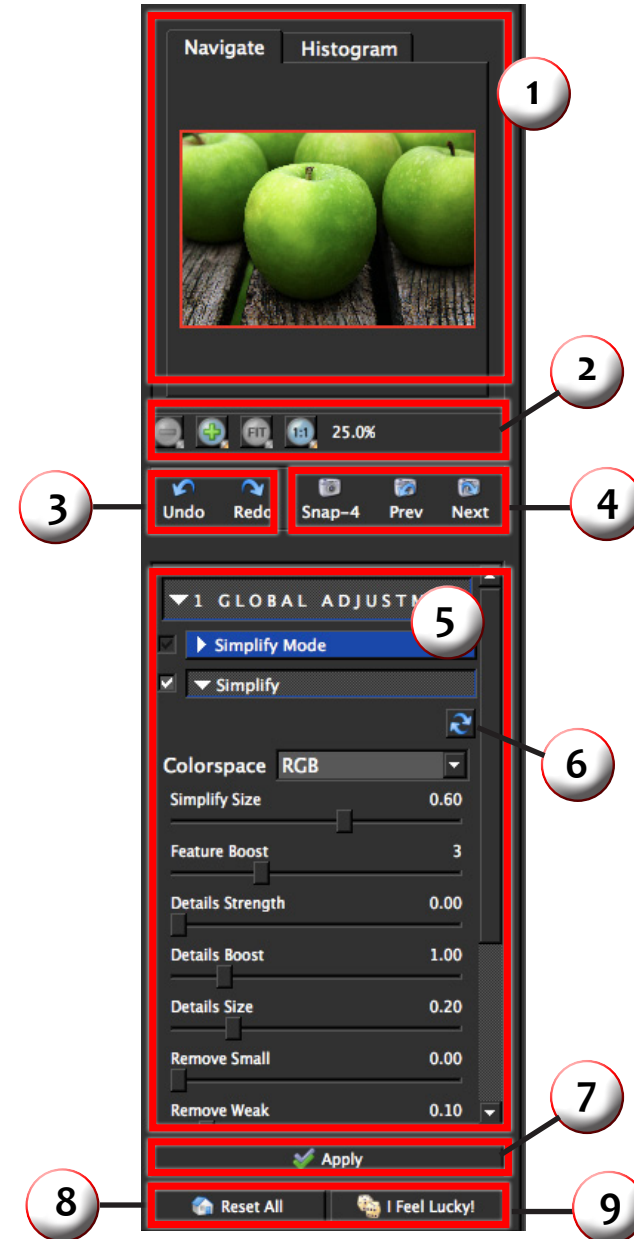 Navigate Histogram
1
2
FIT 1:1 25.0%
3
Undo Redo Snap-4 Prev Next
4
1 GLOBAL ADJUSTM
5
Simplify Mode
Simplify
6
Colorspace RGB
Simplify Size 0.60
Feature Boost 3
Details Strength 0.00
Details Boost 1.00
Details Size 0.20
Remove Small 0.00
Remove Weak 0.10
7
Apply
8
Reset All I Feel Lucky!
9